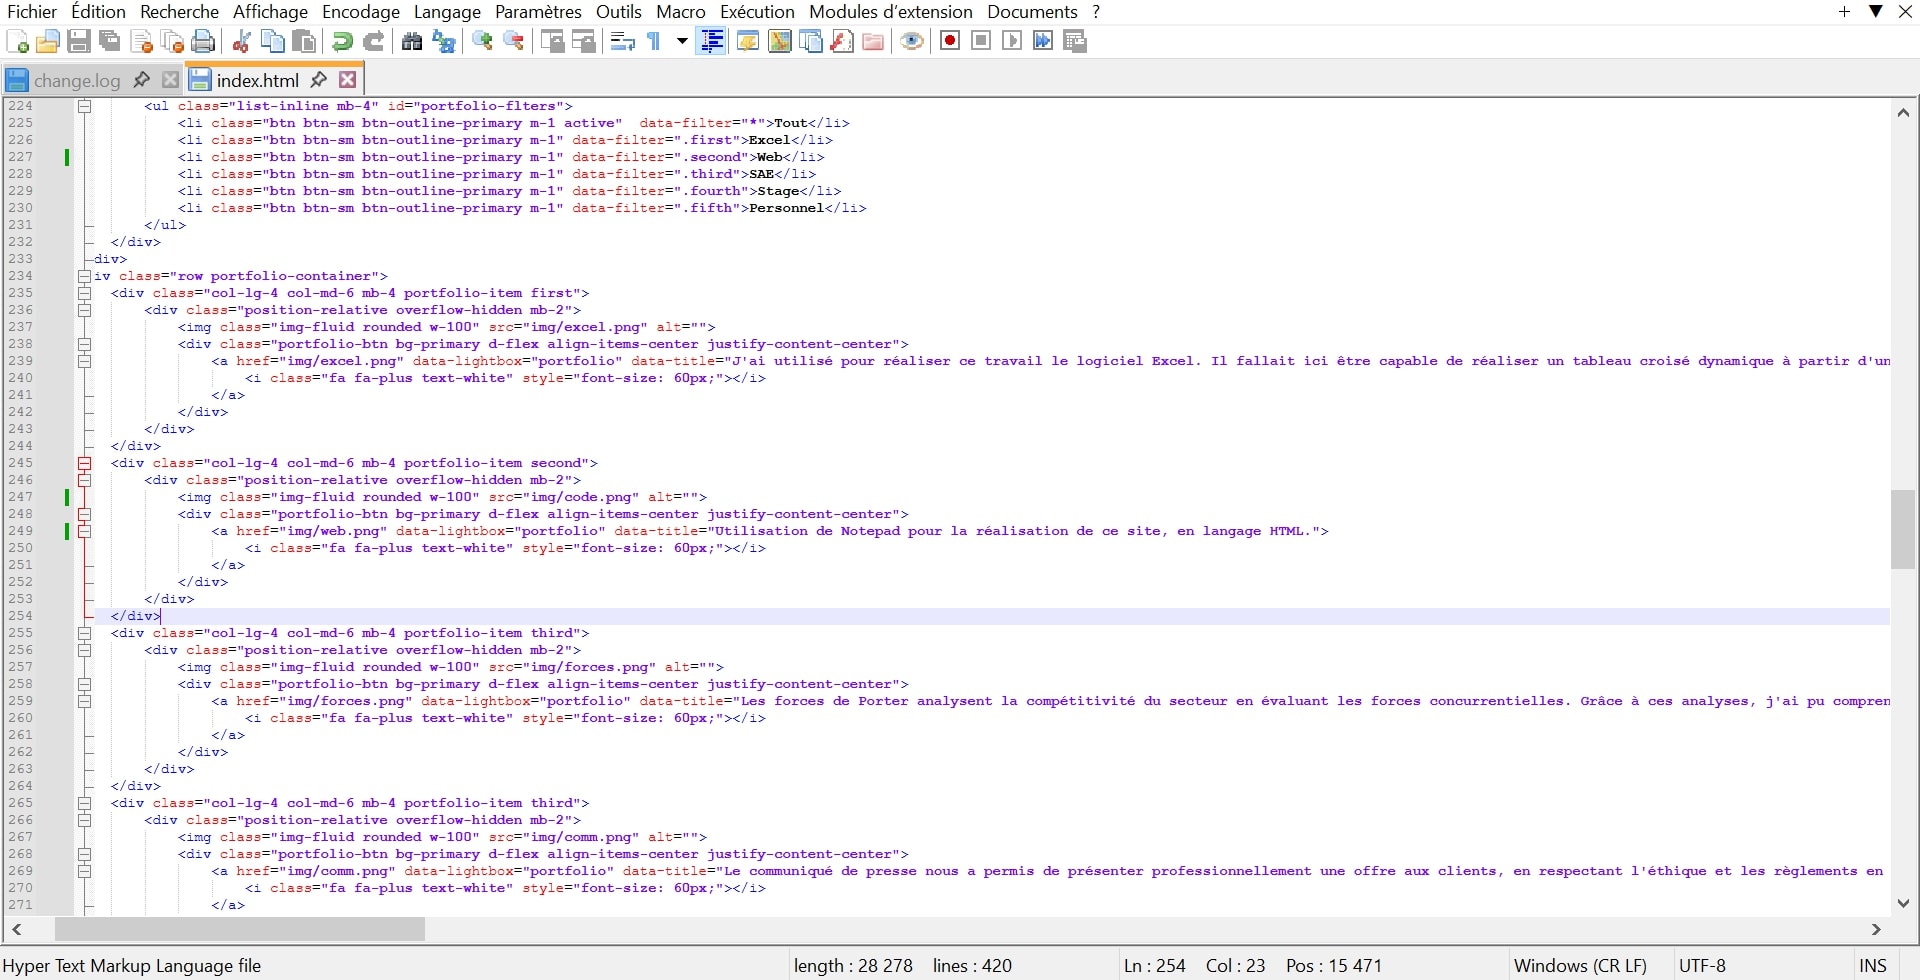 Fichier Édition Recherche Affichage Encodage Langage Paramètres Outils Macro Exécution Modules d'extension Documents ?
change.log index.html
224 <ul class="list-inline mb-4" id="portfolio-flters">
225 <li class="btn btn-sm btn-outline-primary m-1 active"  data-filter="*">Tout</li>
226 <li class="btn btn-sm btn-outline-primary m-1" data-filter=".first">Excel</li>
227 <li class="btn btn-sm btn-outline-primary m-1" data-filter=".second">Web</li>
228 <li class="btn btn-sm btn-outline-primary m-1" data-filter=".third">SAE</li>
229 <li class="btn btn-sm btn-outline-primary m-1" data-filter=".fourth">Stage</li>
230 <li class="btn btn-sm btn-outline-primary m-1" data-filter=".fifth">Personnel</li>
231 </ul>
232 </div>
233 div>
234 iv class="row portfolio-container">
235 <div class="col-lg-4 col-md-6 mb-4 portfolio-item first">
236 <div class="position-relative overflow-hidden mb-2">
237 <img class="img-fluid rounded w-100" src="img/excel.png" alt="">
238 <div class="portfolio-btn bg-primary d-flex align-items-center justify-content-center">
239 <a href="img/excel.png" data-lightbox="portfolio" data-title="J'ai utilisé pour réaliser ce travail le logiciel Excel. Il fallait ici être capable de réaliser un tableau croisé dynamique à partir d'un
240 <i class="fa fa-plus text-white" style="font-size: 60px;"></i>
241 </a>
242 </div>
243 </div>
244 </div>
245 <div class="col-lg-4 col-md-6 mb-4 portfolio-item second">
246 <div class="position-relative overflow-hidden mb-2">
247 <img class="img-fluid rounded w-100" src="img/code.png" alt="">
248 <div class="portfolio-btn bg-primary d-flex align-items-center justify-content-center">
249 <a href="img/web.png" data-lightbox="portfolio" data-title="Utilisation de Notepad pour la réalisation de ce site, en langage HTML.">
250 <i class="fa fa-plus text-white" style="font-size: 60px;"></i>
251 </a>
252 </div>
253 </div>
254 </div>
255 <div class="col-lg-4 col-md-6 mb-4 portfolio-item third">
256 <div class="position-relative overflow-hidden mb-2">
257 <img class="img-fluid rounded w-100" src="img/forces.png" alt="">
258 <div class="portfolio-btn bg-primary d-flex align-items-center justify-content-center">
259 <a href="img/forces.png" data-lightbox="portfolio" data-title="Les forces de Porter analysent la compétitivité du secteur en évaluant les forces concurrentielles. Grâce à ces analyses, j'ai pu compren
260 <i class="fa fa-plus text-white" style="font-size: 60px;"></i>
261 </a>
262 </div>
263 </div>
264 </div>
265 <div class="col-lg-4 col-md-6 mb-4 portfolio-item third">
266 <div class="position-relative overflow-hidden mb-2">
267 <img class="img-fluid rounded w-100" src="img/comm.png" alt="">
268 <div class="portfolio-btn bg-primary d-flex align-items-center justify-content-center">
269 <a href="img/comm.png" data-lightbox="portfolio" data-title="Le communiqué de presse nous a permis de présenter professionnellement une offre aux clients, en respectant l'éthique et les règlements en
270 <i class="fa fa-plus text-white" style="font-size: 60px;"></i>
271 </a>
Hyper Text Markup Language file length : 28 278 lines : 420 Ln : 254 Col : 23 Pos : 15 471 Windows (CR LF) UTF-8 INS